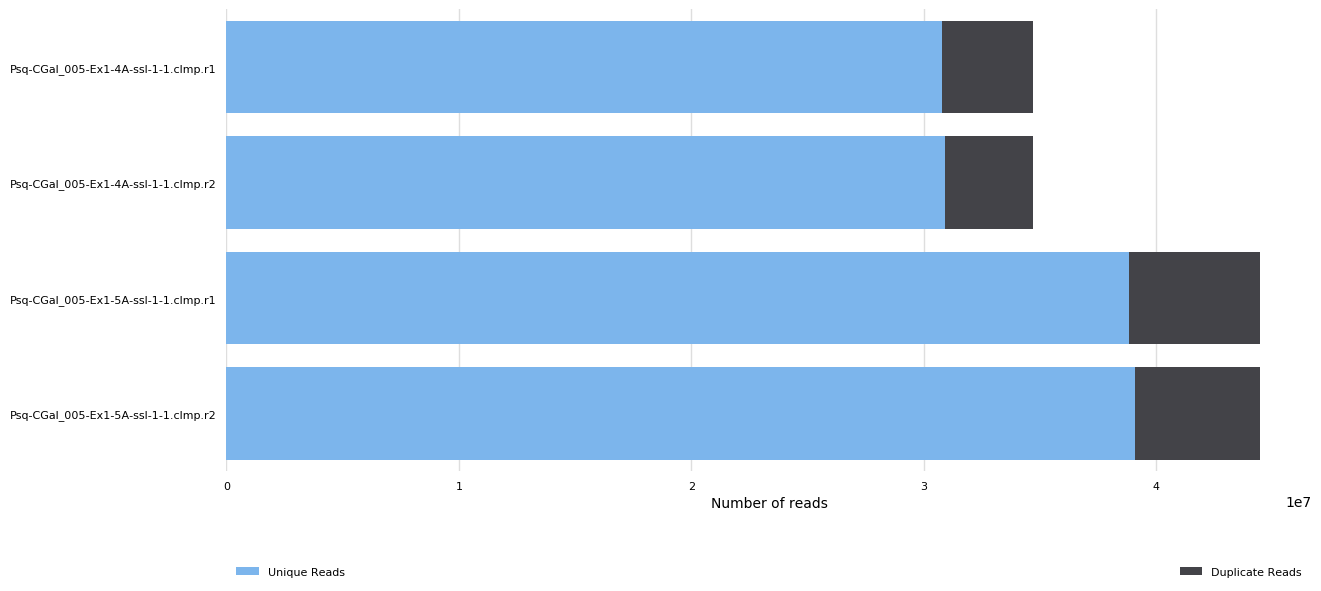 Psq-CGal_005-Ex1-4A-ssl-1-1.clmp.r1
Psq-CGal_005-Ex1-4A-ssl-1-1.clmp.r2
Psq-CGal_005-Ex1-5A-ssl-1-1.clmp.r1
Psq-CGal_005-Ex1-5A-ssl-1-1.clmp.r2
0 1 2 3 4
Number of reads 1e7
Unique Reads Duplicate Reads